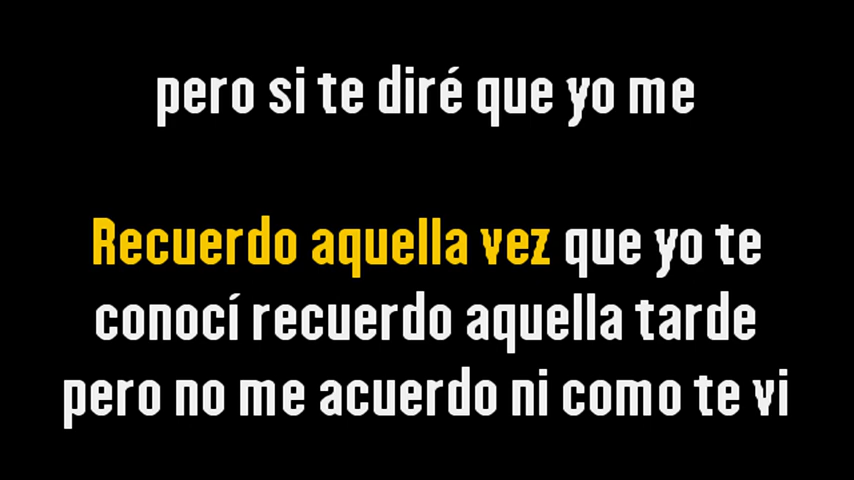 pero si te diré que yo me
Recuerdo aquella vez que yo te
conocí recuerdo aquella tarde
pero no me acuerdo ni como te vi